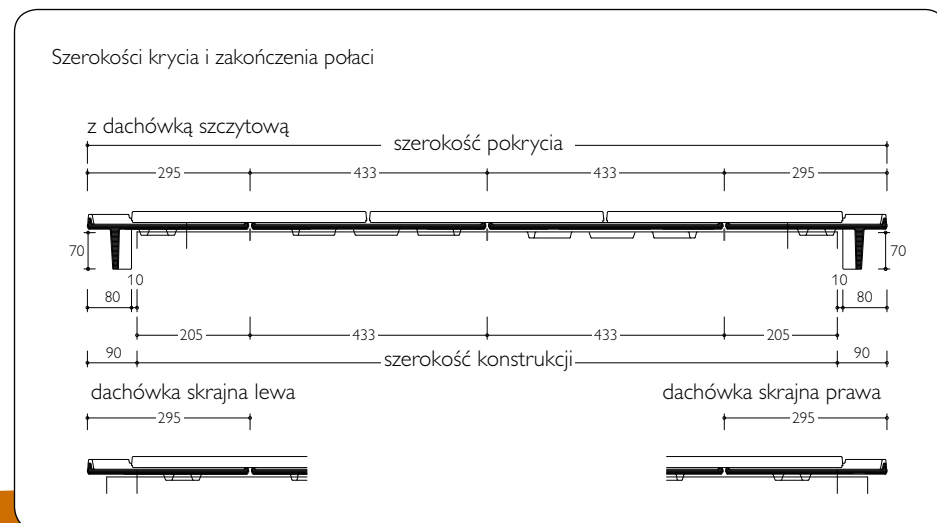 Szerokości krycia i zakończenia połaci
z dachówką szczytową
szerokość pokrycia
295 433 433 295
70 70
10 10
80 80
205 433 433 205
90 szerokość konstrukcji 90
dachówka skrajna lewa dachówka skrajna prawa
295 295